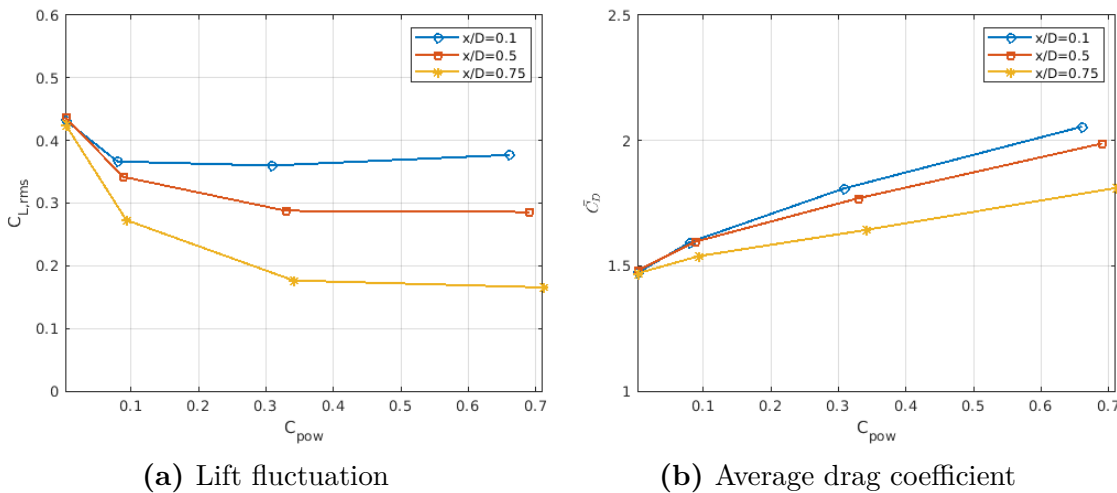 0.6
0.5
0.4
0.3
0.2
0.1
0
0.1 0.2 0.3 0.4 0.5 0.6 0.7
C_L,rms
C_pow
x/D=0.1
x/D=0.5
x/D=0.75
(a) Lift fluctuation
2.5
2
1.5
1
0.1 0.2 0.3 0.4 0.5 0.6 0.7
C̄_D
C_pow
x/D=0.1
x/D=0.5
x/D=0.75
(b) Average drag coefficient